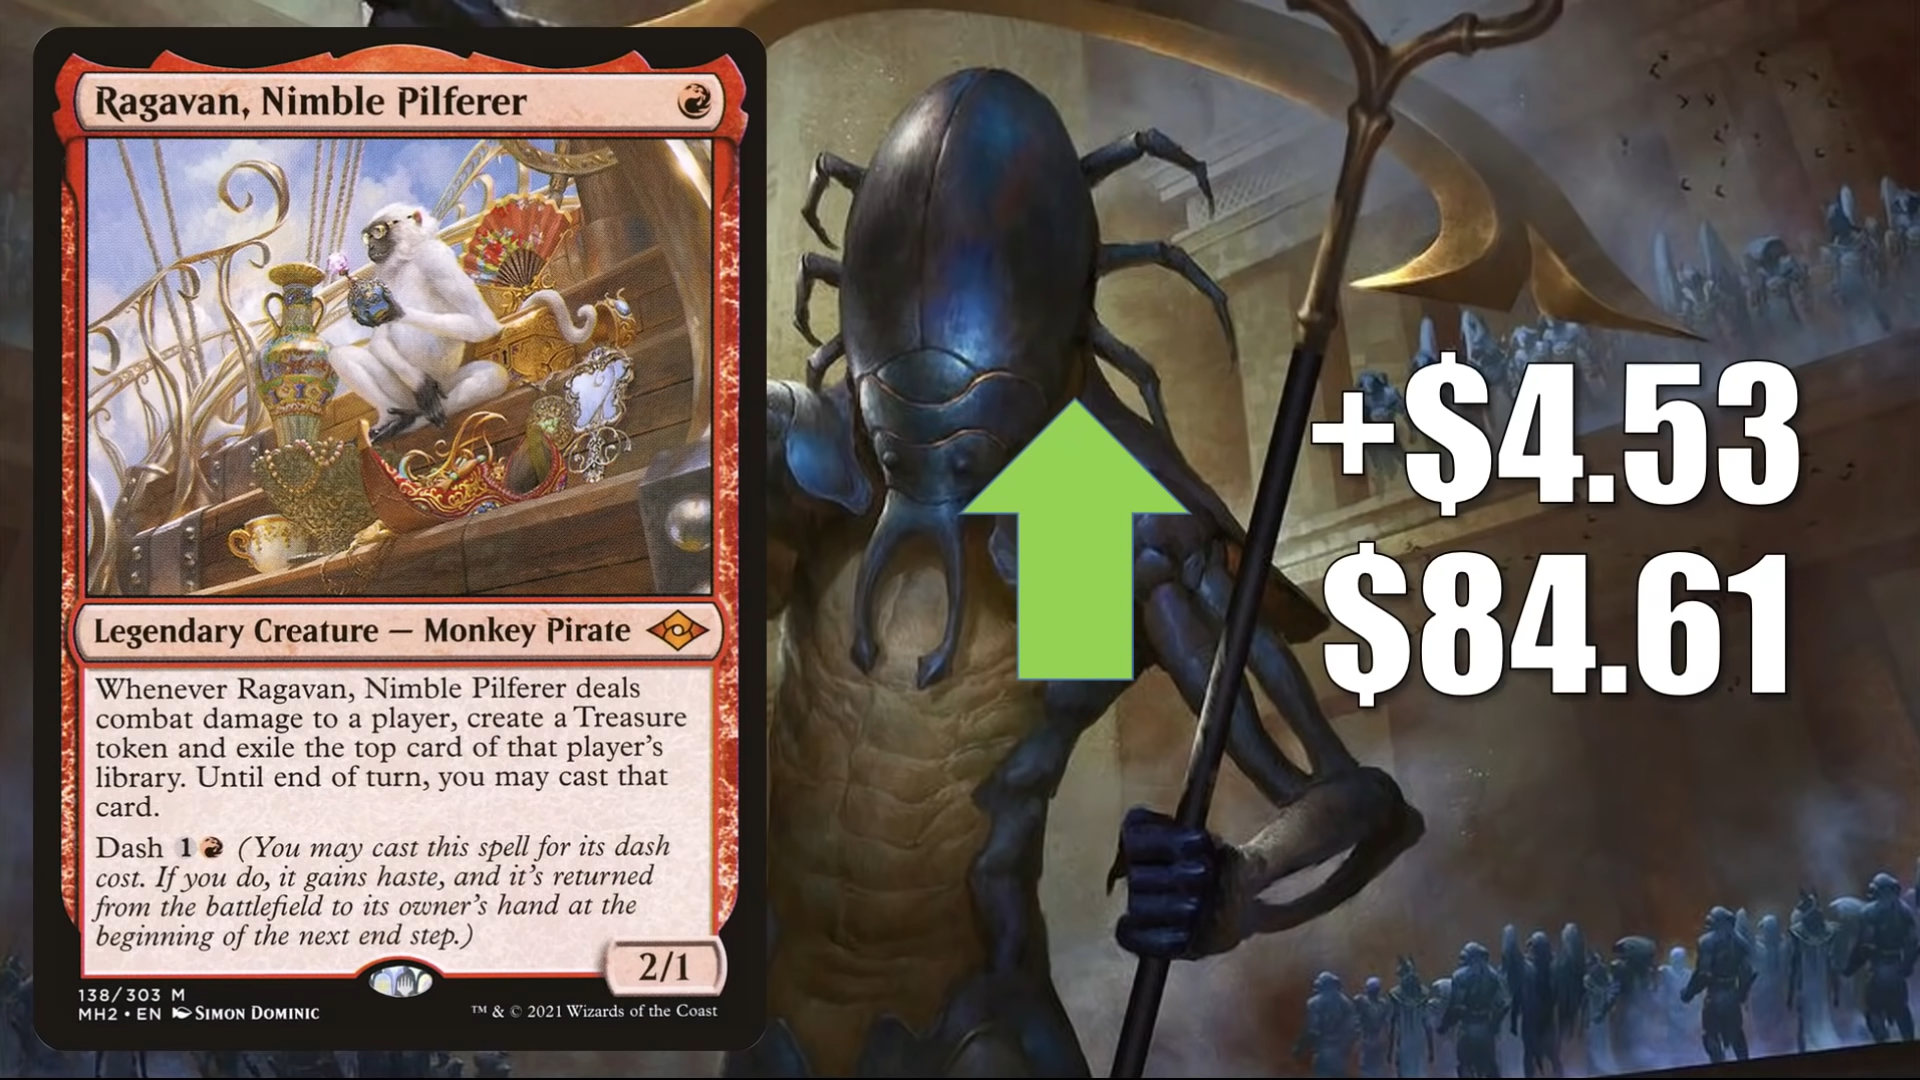 Ragavan, Nimble Pilferer
Legendary Creature — Monkey Pirate
Whenever Ragavan, Nimble Pilferer deals
combat damage to a player, create a Treasure
token and exile the top card of that player's
library. Until end of turn, you may cast that
card.
Dash 1 (You may cast this spell for its dash
cost. If you do, it gains haste, and it's returned
from the battlefield to its owner's hand at the
beginning of the next end step.)
2/1
138/303 M
MH2 • EN Simon Dominic
™ & © 2021 Wizards of the Coast
+$4.53
$84.61